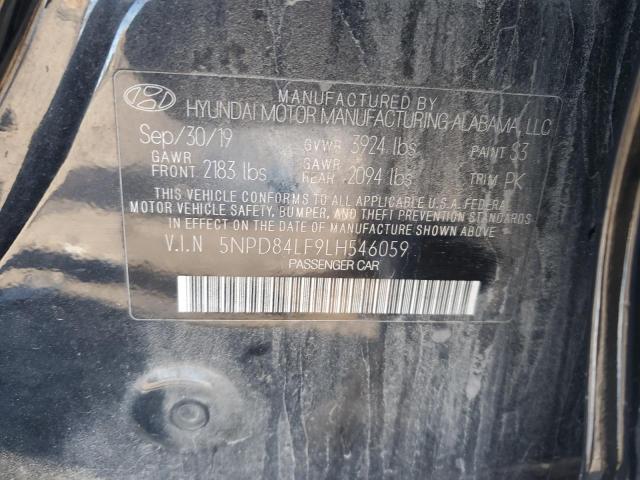 MANUFACTURED BY
HYUNDAI MOTOR MANUFACTURING ALABAMA, LLC
Sep/30/19 GVWR 3924 lbs PAINT S3
GAWR FRONT 2183 lbs GAWR REAR 2094 lbs TRIM PK
THIS VEHICLE CONFORMS TO ALL APPLICABLE U.S.A. FEDERAL
MOTOR VEHICLE SAFETY, BUMPER, AND THEFT PREVENTION STANDARDS
IN EFFECT ON THE DATE OF MANUFACTURE SHOWN ABOVE.
V.I.N 5NPD84LF9LH546059
PASSENGER CAR